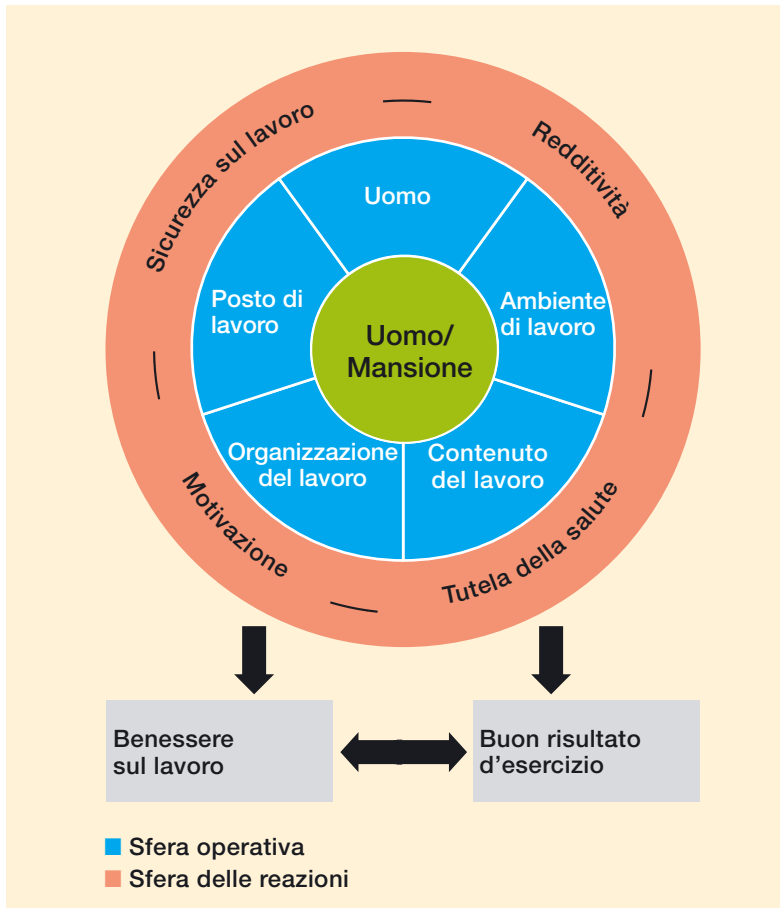 Sicurezza sul lavoro
Redditività
Uomo
Posto di
lavoro
Ambiente
di lavoro
Uomo/
Mansione
Organizzazione
del lavoro
Contenuto
del lavoro
Motivazione
Tutela della salute
Benessere
sul lavoro
Buon risultato
d’esercizio
Sfera operativa
Sfera delle reazioni